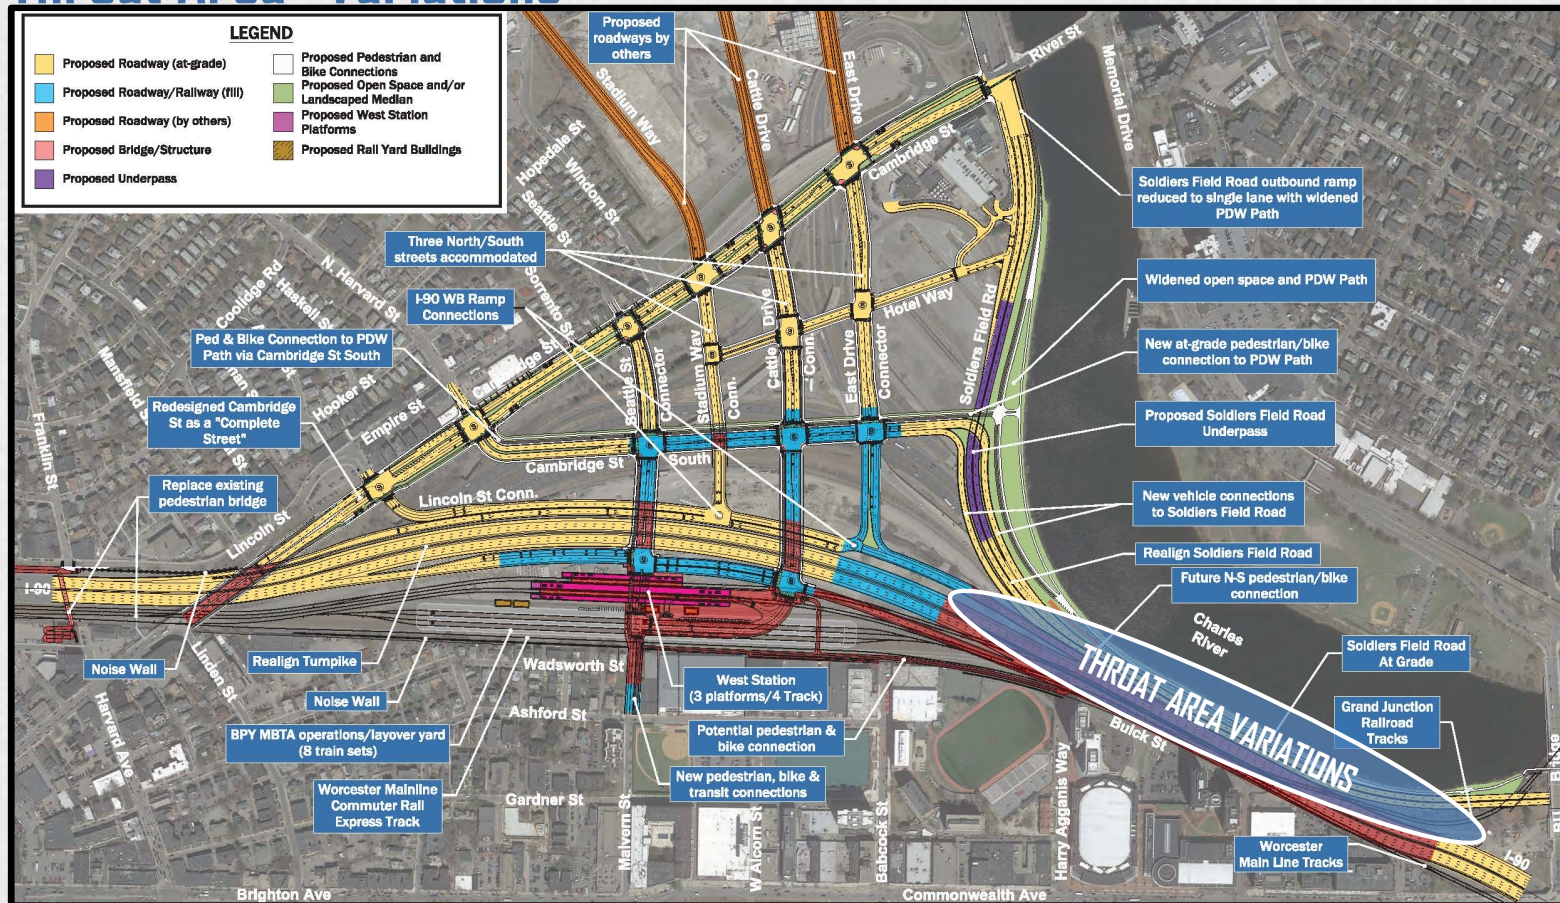 Throat Area - Variations
LEGEND
Proposed Roadway (at-grade)
Proposed Roadway/Railway (fill)
Proposed Roadway (by others)
Proposed Bridge/Structure
Proposed Underpass
Proposed Pedestrian and
Bike Connections
Proposed Open Space and/or
Landscaped Median
Proposed West Station
Platforms
Proposed Rail Yard Buildings
Proposed
roadways by
others
Stadium Way
Cattle Drive
East Drive
River St
Memorial Drive
Cambridge St
Hopedale St
Windom St
Seattle St
Sorrento St
Soldiers Field Road outbound ramp
reduced to single lane with widened
PDW Path
Three North/South
streets accommodated
I-90 WB Ramp
Connections
Widened open space and PDW Path
N. Harvard St
Coolidge Rd
Haskell St
Mansfield S
Hooker St
Empire St
Franklin St
Ped & Bike Connection to PDW
Path via Cambridge St South
New at-grade pedestrian/bike
connection to PDW Path
Redesigned Cambridge
St as a "Complete
Street"
Proposed Soldiers Field Road
Underpass
Replace existing
pedestrian bridge
Seattle St
Connector
Stadium Way
Conn.
Cattle Drive
Conn.
East Drive
Connector
Hotel Way
Soldiers Field Rd
Cambridge St South
Lincoln St Conn.
Lincoln St
New vehicle connections
to Soldiers Field Road
Realign Soldiers Field Road
Future N-S pedestrian/bike
connection
I-90
Charles
River
Soldiers Field Road
At Grade
Grand Junction
Railroad
Tracks
THROAT AREA VARIATIONS
Noise Wall
Realign Turnpike
Noise Wall
Linden St
Harvard Ave
Wadsworth St
Ashford St
Gardner St
West Station
(3 platforms/4 Track)
BPY MBTA operations/layover yard
(8 train sets)
Potential pedestrian &
bike connection
Worcester Mainline
Commuter Rail
Express Track
New pedestrian, bike &
transit connections
Malvern St
W Alcorn St
Babcock St
Harry Agganis Way
Buick St
Worcester
Main Line Tracks
I-90
Brighton Ave
Commonwealth Ave